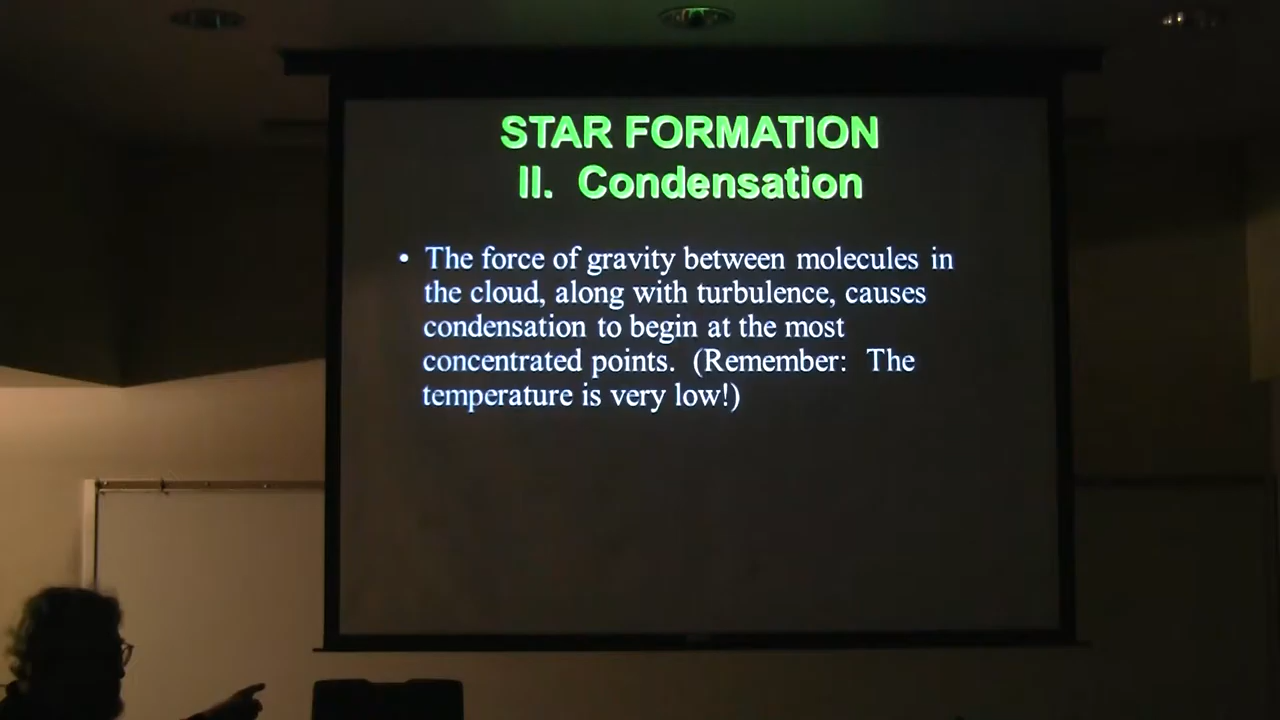 STAR FORMATION
II. Condensation
• The force of gravity between molecules in
the cloud, along with turbulence, causes
condensation to begin at the most
concentrated points. (Remember: The
temperature is very low!)